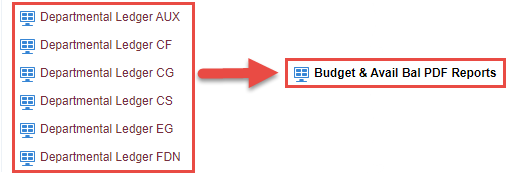 Departmental Ledger AUX
Departmental Ledger CF
Departmental Ledger CG
Departmental Ledger CS
Departmental Ledger EG
Departmental Ledger FDN
Budget & Avail Bal PDF Reports